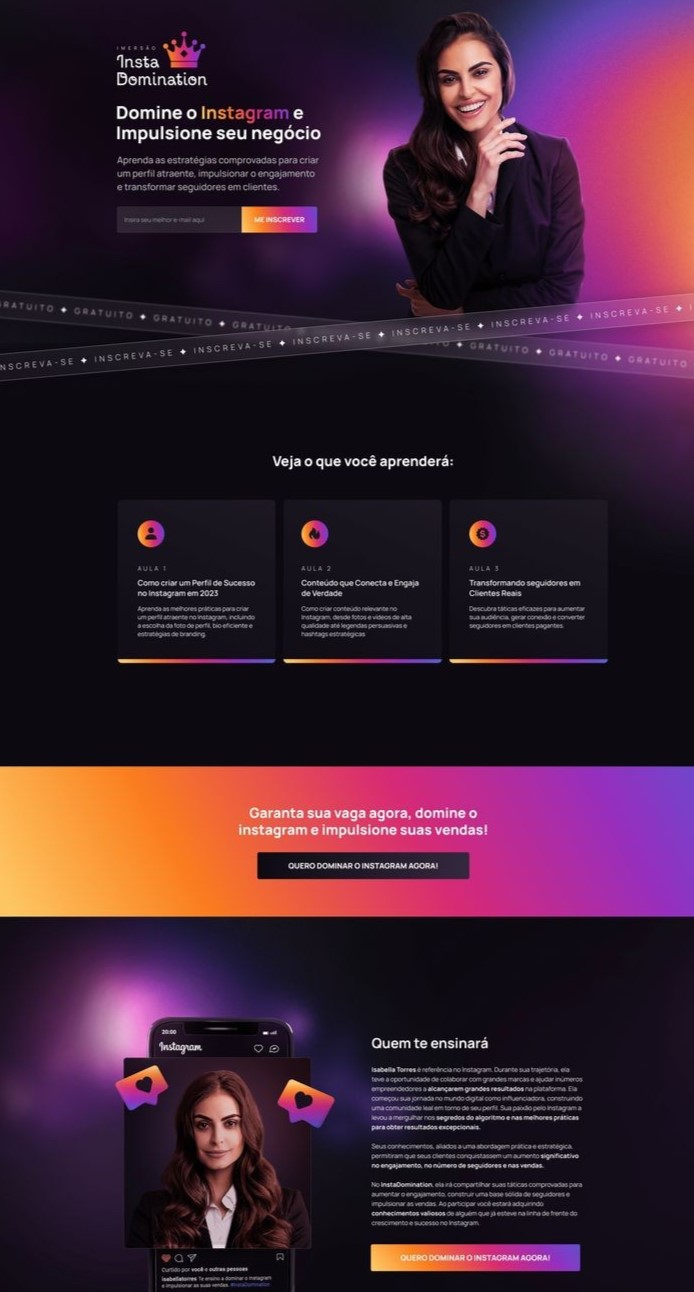 IMERSÃO
Insta
Domination
Domine o Instagram e
Impulsione seu negócio
Aprenda as estratégias comprovadas para criar
um perfil atraente, impulsionar o engajamento
e transformar seguidores em clientes.
Insira seu melhor e-mail aqui
ME INSCREVER
GRATUITO ✦ GRATUITO ✦ GRATUITO
INSCREVA-SE ✦ INSCREVA-SE ✦ INSCREVA-SE ✦ INSCREVA-SE ✦ INSCREVA-SE ✦ INSCREVA-SE ✦ INSCREVA-SE
✦ GRATUITO ✦ GRATUITO ✦ GRATUITO
Veja o que você aprenderá:
AULA 1
Como criar um Perfil de Sucesso
no Instagram em 2023
Aprenda as melhores práticas para criar
um perfil atraente no Instagram, incluindo
a escolha da foto de perfil, bio eficiente e
estratégias de branding.
AULA 2
Conteúdo que Conecta e Engaja
de Verdade
Como criar conteúdo relevante no
Instagram, desde fotos e vídeos de alta
qualidade até legendas persuasivas e
hashtags estratégicas
AULA 3
Transformando seguidores em
Clientes Reais
Descubra táticas eficazes para aumentar
sua audiência, gerar conexão e converter
seguidores em clientes pagantes.
Garanta sua vaga agora, domine o
instagram e impulsione suas vendas!
QUERO DOMINAR O INSTAGRAM AGORA!
20:00
Instagram
Curtido por você e outras pessoas
isabellatorres Te ensino a dominar o Instagram
e impulsionar as suas vendas. #InstaDomination
Quem te ensinará
Isabella Torres é referência no Instagram. Durante sua trajetória, ela
teve a oportunidade de colaborar com grandes marcas e ajudar inúmeros
empreendedores a alcançarem grandes resultados na plataforma. Ela
começou sua jornada no mundo digital como influenciadora, construindo
uma comunidade leal em torno de seu perfil. Sua paixão pelo Instagram a
levou a mergulhar nos segredos do algoritmo e nas melhores práticas
para obter resultados excepcionais.
Seus conhecimentos, aliados a uma abordagem prática e estratégica,
permitiram que seus clientes conquistassem um aumento significativo
no engajamento, no número de seguidores e nas vendas.
No InstaDomination, ela irá compartilhar suas táticas comprovadas para
aumentar o engajamento, construir uma base sólida de seguidores e
impulsionar as vendas. Ao participar você estará adquirindo
conhecimentos valiosos de alguém que já esteve na linha de frente do
crescimento e sucesso no Instagram.
QUERO DOMINAR O INSTAGRAM AGORA!